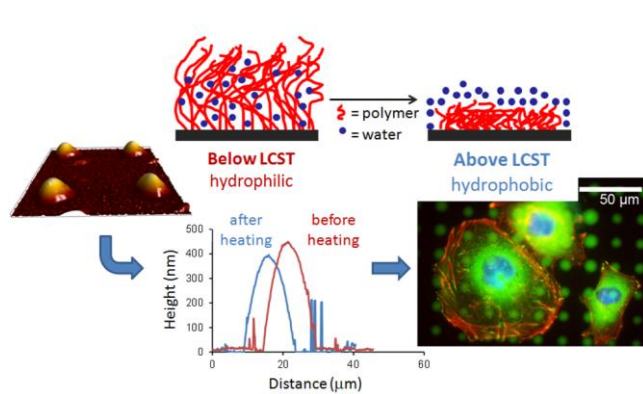 = polymer
= water
Below LCST
hydrophilic
Above LCST
hydrophobic
50 µm
after
heating
before
heating
500
400
300
200
100
0
Height (nm)
0
20
40
60
Distance (µm)